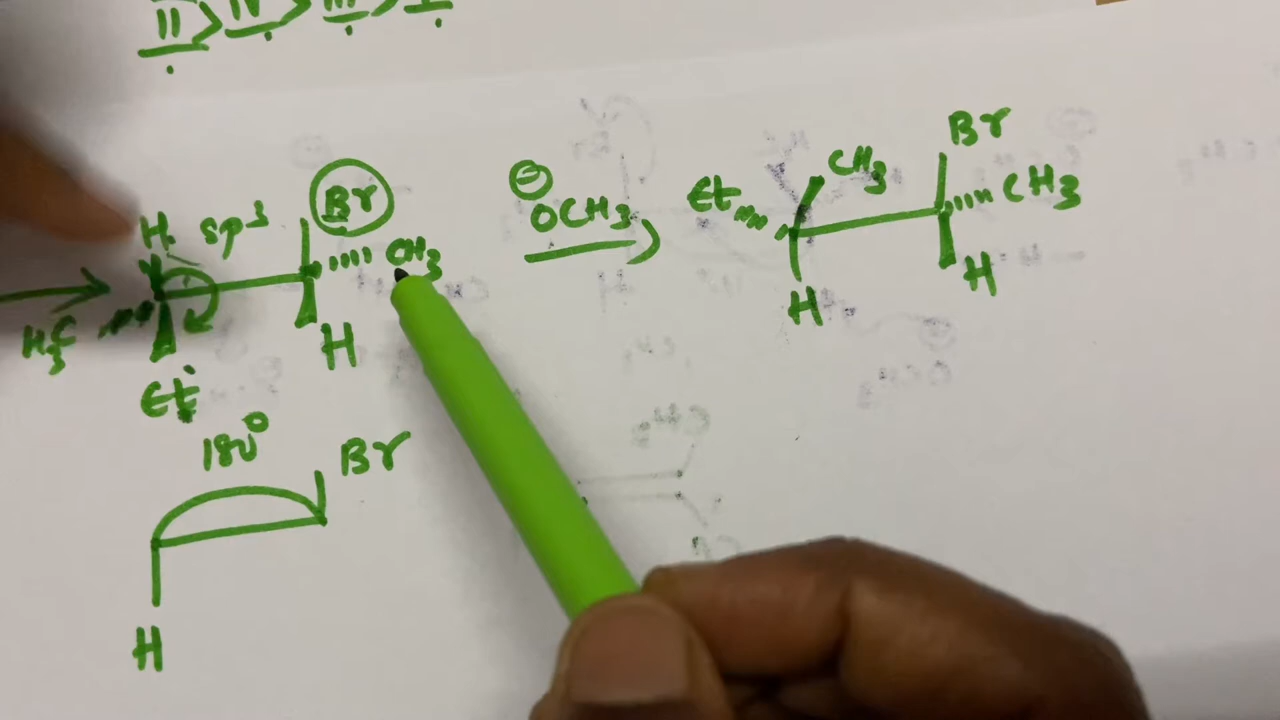 II > IV > III > I
H sp³ Br CH₃ H H₃C Et
⊖
OCH₃
Et CH₃ Br CH₃ H H
180° Br
H